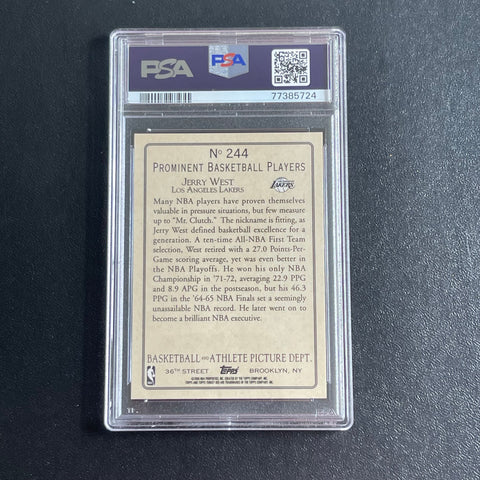 PSA
PSA
77385724
Nº 244
PROMINENT BASKETBALL PLAYERS
JERRY WEST
LOS ANGELES LAKERS
LAKERS
Many NBA players have proven themselves
valuable in pressure situations, but few measure
up to "Mr. Clutch." The nickname is fitting, as
Jerry West defined basketball excellence for a
generation. A ten-time All-NBA First Team
selection, West retired with a 27.0 Points-Per-
Game scoring average, yet was even better in
the NBA Playoffs. He won his only NBA
Championship in '71-72, averaging 22.9 PPG
and 8.9 APG in the postseason, but his 46.3
PPG in the '64-65 NBA Finals set a seemingly
unassailable NBA record. He later went on to
become a brilliant NBA executive.
BASKETBALL AND ATHLETE PICTURE DEPT.
36TH STREET Topps BROOKLYN, NY